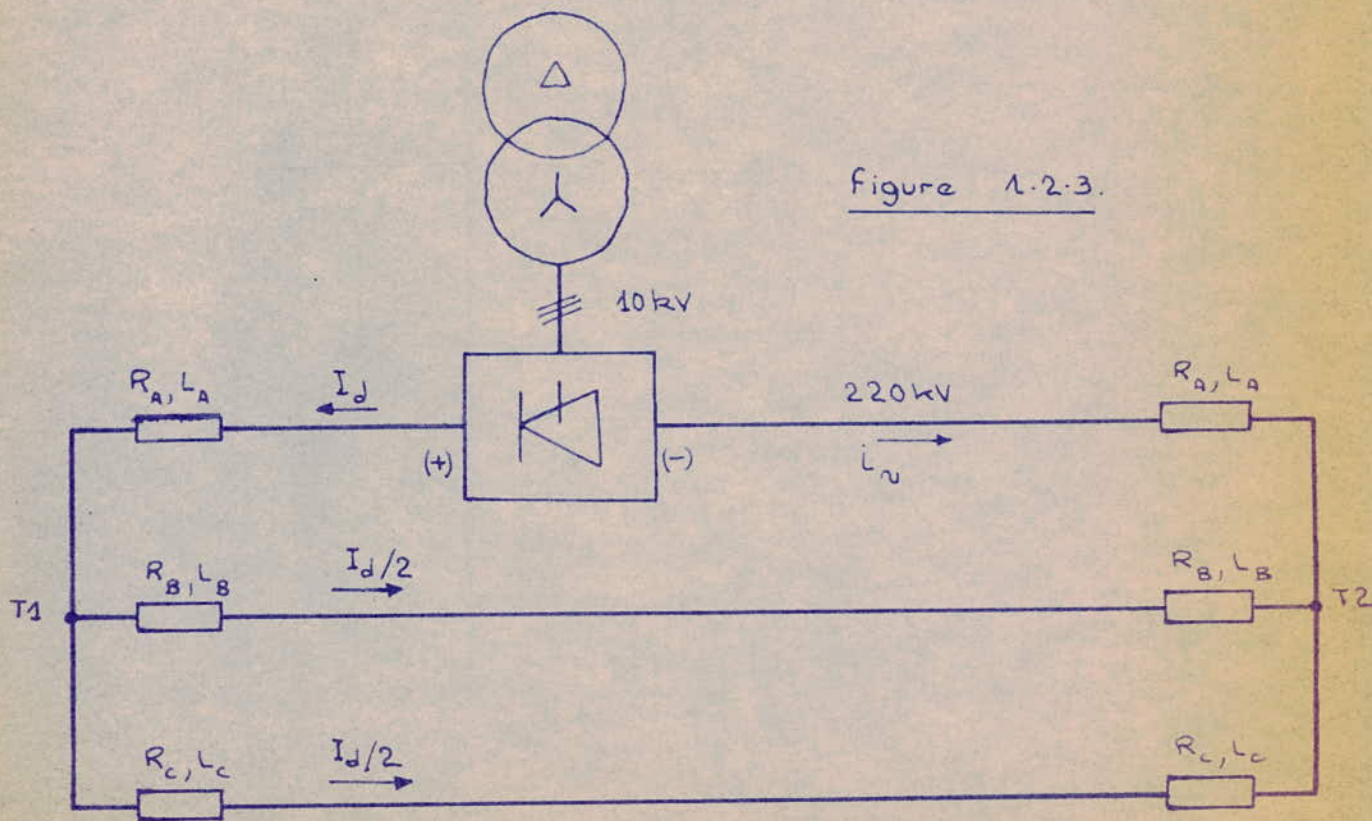 Figure 1.2.3.
10 kV
R_A, L_A
I_d
220 kV
R_A, L_A
(+)
(-)
i_v
R_B, L_B
I_d/2
R_B, L_B
T1
T2
R_C, L_C
I_d/2
R_C, L_C